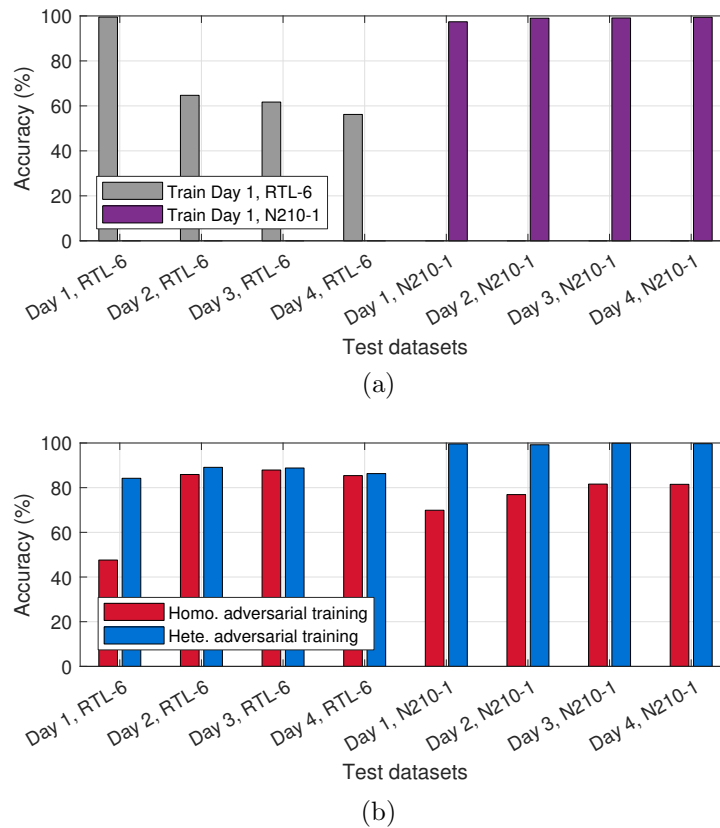 100
80
60
40
20
0
Accuracy (%)
Train Day 1, RTL-6
Train Day 1, N210-1
Day 1, RTL-6
Day 2, RTL-6
Day 3, RTL-6
Day 4, RTL-6
Day 1, N210-1
Day 2, N210-1
Day 3, N210-1
Day 4, N210-1
Test datasets
(a)
100
80
60
40
20
0
Accuracy (%)
Homo. adversarial training
Hete. adversarial training
Day 1, RTL-6
Day 2, RTL-6
Day 3, RTL-6
Day 4, RTL-6
Day 1, N210-1
Day 2, N210-1
Day 3, N210-1
Day 4, N210-1
Test datasets
(b)